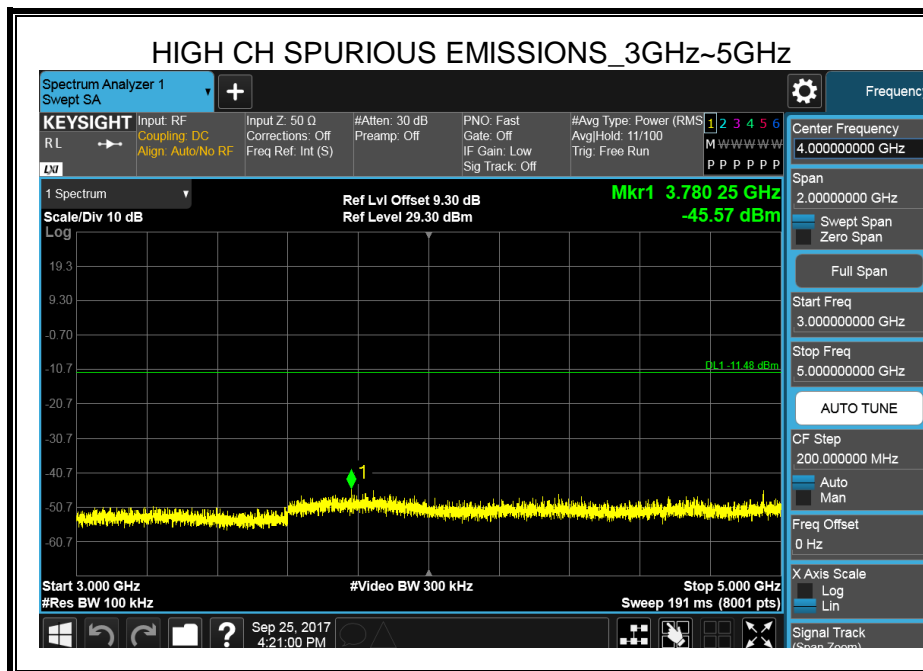 HIGH CH SPURIOUS EMISSIONS_3GHz~5GHz
Spectrum Analyzer 1
Swept SA
+
Frequenc
KEYSIGHT
RL
LXI
Input: RF
Coupling: DC
Align: Auto/No RF
Input Z: 50 Ω
Corrections: Off
Freq Ref: Int (S)
#Atten: 30 dB
Preamp: Off
PNO: Fast
Gate: Off
IF Gain: Low
Sig Track: Off
#Avg Type: Power (RMS
Avg|Hold: 11/100
Trig: Free Run
1 2 3 4 5 6
M W W W W W
P P P P P P
1 Spectrum
Scale/Div 10 dB
Log
Ref Lvl Offset 9.30 dB
Ref Level 29.30 dBm
Mkr1 3.780 25 GHz
-45.57 dBm
19.3
9.30
-0.70
-10.7
-20.7
-30.7
-40.7
-50.7
-60.7
DL1 -11.48 dBm
1
Start 3.000 GHz
#Res BW 100 kHz
#Video BW 300 kHz
Stop 5.000 GHz
Sweep 191 ms (8001 pts)
Center Frequency
4.000000000 GHz
Span
2.00000000 GHz
Swept Span
Zero Span
Full Span
Start Freq
3.000000000 GHz
Stop Freq
5.000000000 GHz
AUTO TUNE
CF Step
200.000000 MHz
Auto
Man
Freq Offset
0 Hz
X Axis Scale
Log
Lin
Signal Track
(Span Zoom)
?
Sep 25, 2017
4:21:00 PM